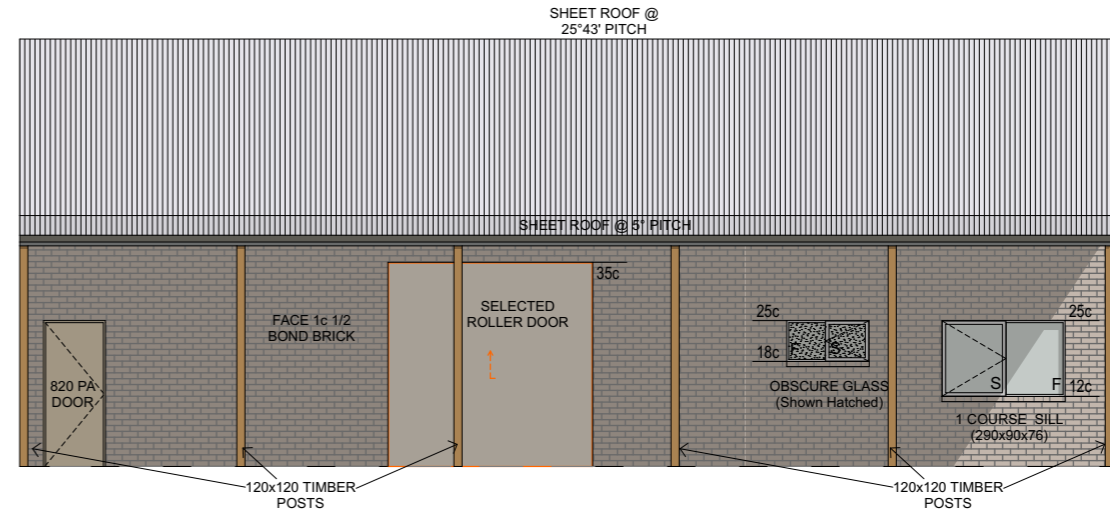 SHEET ROOF @
25°43' PITCH
SHEET ROOF @ 5° PITCH
35c
SELECTED
ROLLER DOOR
FACE 1c 1/2
BOND BRICK
25c
25c
F
S
18c
820 PA
DOOR
OBSCURE GLASS
(Shown Hatched)
S
F
12c
1 COURSE SILL
(290x90x76)
120x120 TIMBER
POSTS
120x120 TIMBER
POSTS